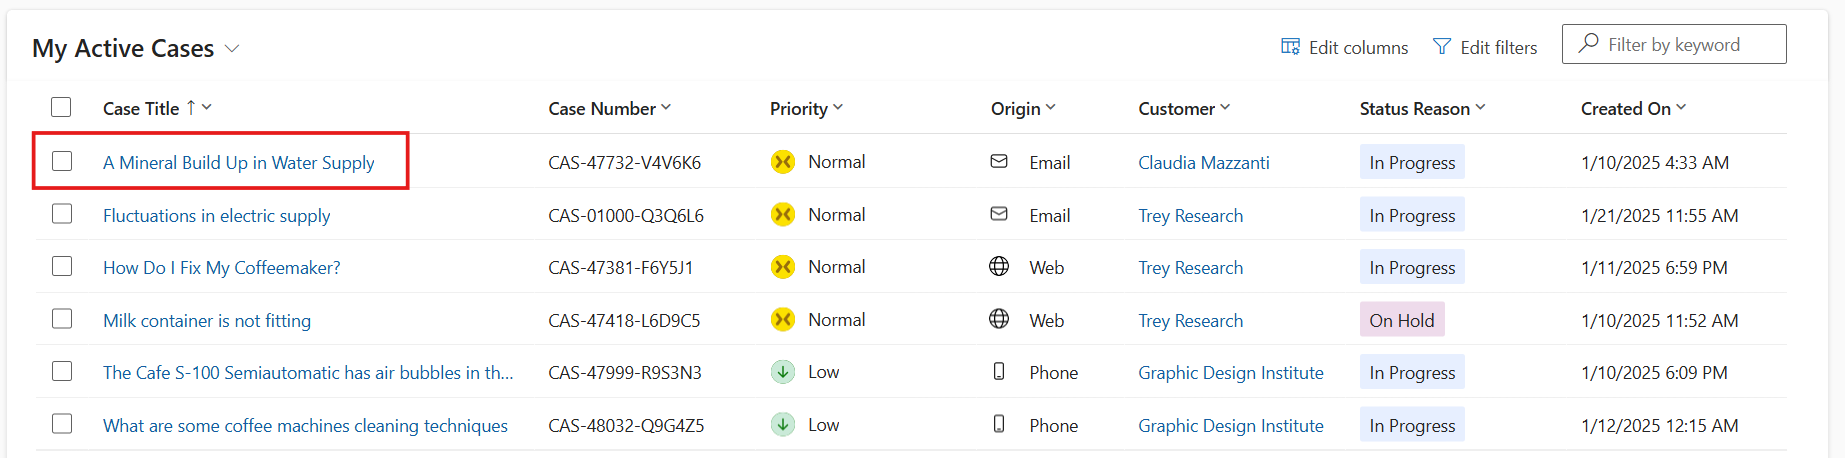 My Active Cases
Edit columns
Edit filters
Filter by keyword
Case Title Case Number Priority Origin Customer Status Reason Created On
A Mineral Build Up in Water Supply CAS-47732-V4V6K6 Normal Email Claudia Mazzanti In Progress 1/10/2025 4:33 AM
Fluctuations in electric supply CAS-01000-Q3Q6L6 Normal Email Trey Research In Progress 1/21/2025 11:55 AM
How Do I Fix My Coffeemaker? CAS-47381-F6Y5J1 Normal Web Trey Research In Progress 1/11/2025 6:59 PM
Milk container is not fitting CAS-47418-L6D9C5 Normal Web Trey Research On Hold 1/10/2025 11:52 AM
The Cafe S-100 Semiautomatic has air bubbles in th... CAS-47999-R9S3N3 Low Phone Graphic Design Institute In Progress 1/10/2025 6:09 PM
What are some coffee machines cleaning techniques CAS-48032-Q9G4Z5 Low Phone Graphic Design Institute In Progress 1/12/2025 12:15 AM